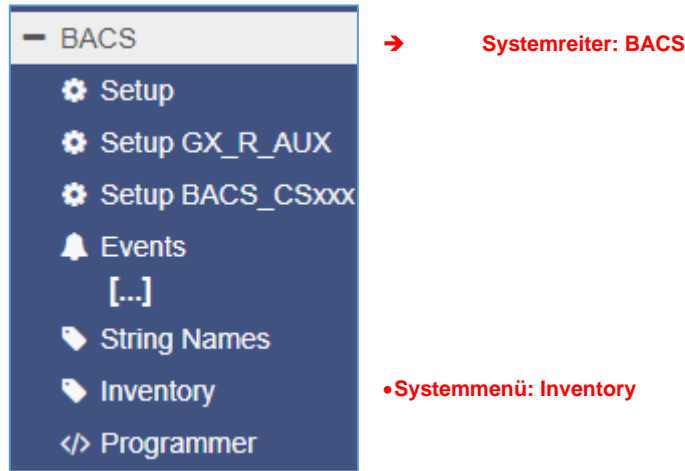 BACS ➔ Systemreiter: BACS
Setup
Setup GX_R_AUX
Setup BACS_CSxxx
Events
[...]
String Names
Inventory •Systemmenü: Inventory
</> Programmer